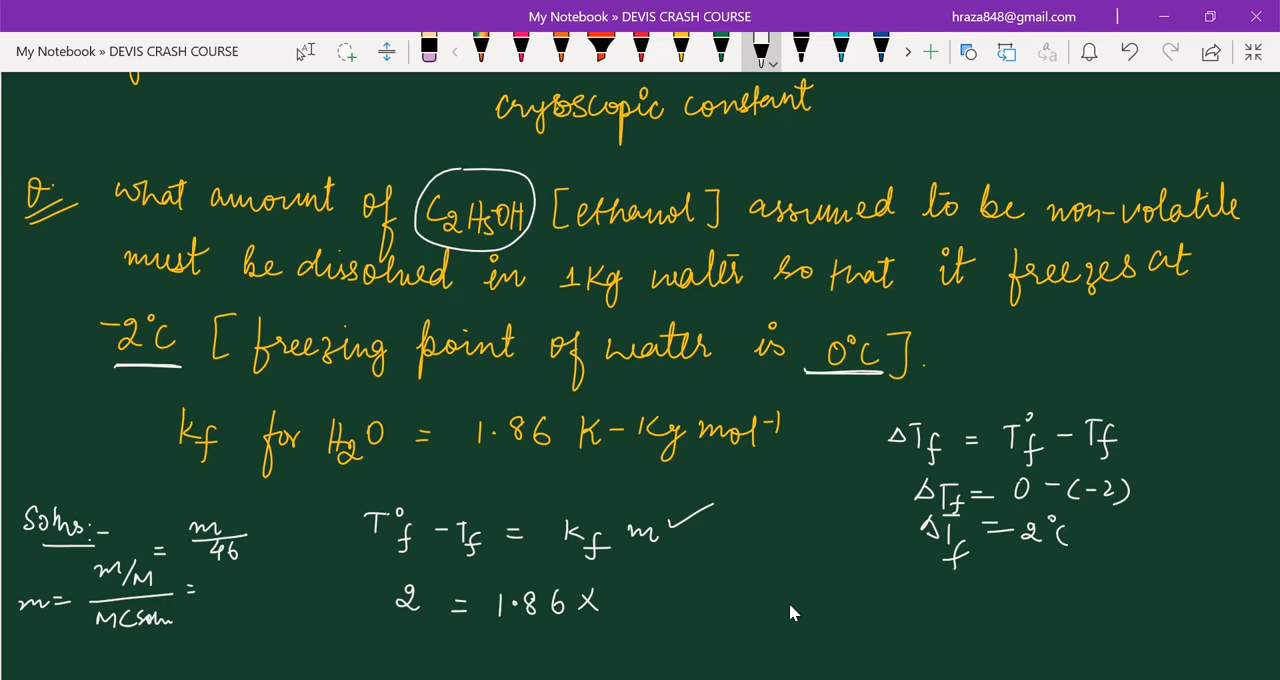 My Notebook » DEVIS CRASH COURSE
hraza848@gmail.com
My Notebook » DEVIS CRASH COURSE
cryoscopic constant
Q:- what amount of C₂H₅OH [ethanol] assumed to be non-volatile
must be dissolved in 1Kg water so that it freezes at
-2°C [freezing point of water is 0°C].
Kf for H₂O = 1.86 K-Kg mol⁻¹
ΔTf = T°f - Tf
ΔTf = 0 - (-2)
ΔTf = -2°C
Solns:-
T°f - Tf = Kf m ✓
= m/46
m = m/M / M(Soln =
2 = 1.86 ×